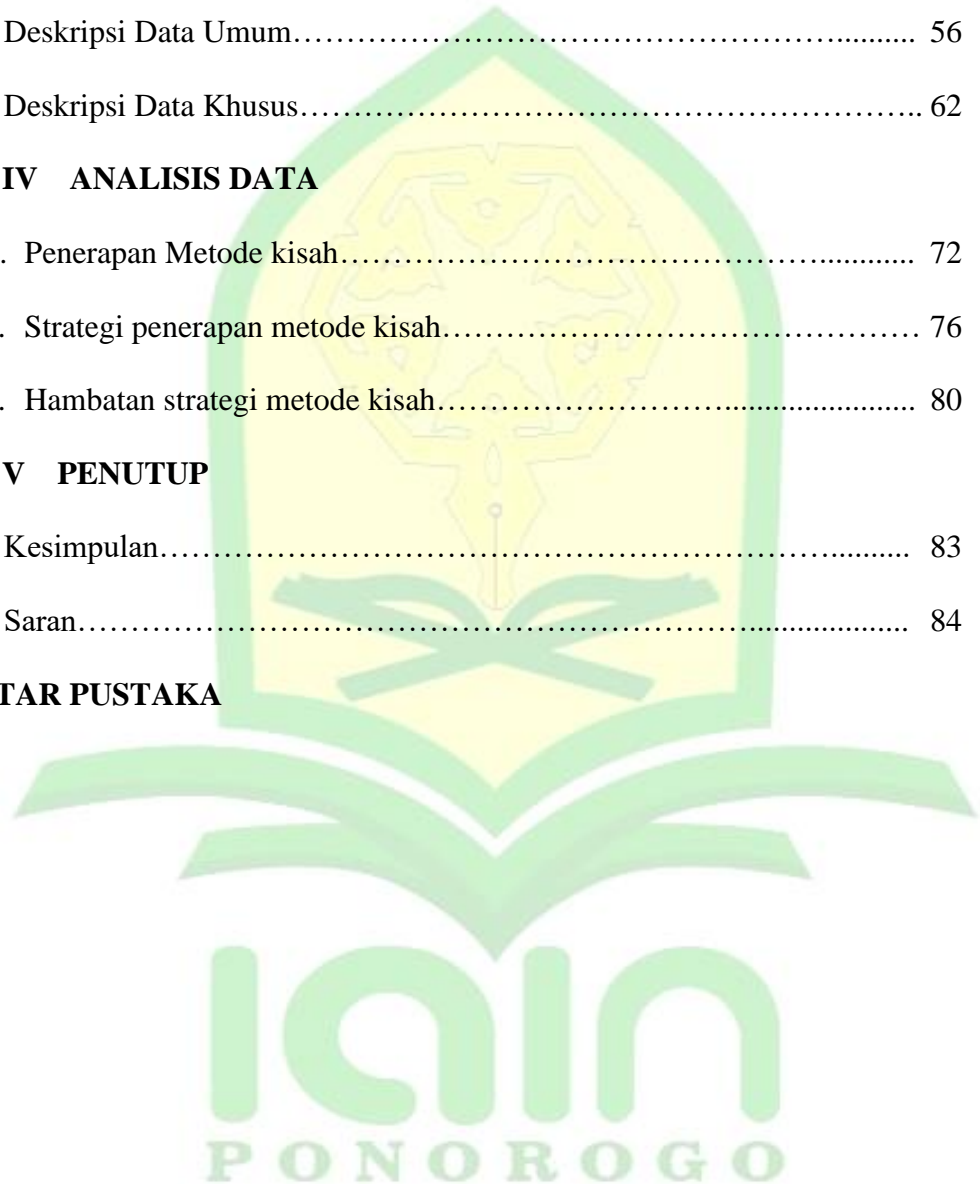 Deskripsi Data Umum……………………………………………….......... 56
Deskripsi Data Khusus…………………………………………………….. 62
IV ANALISIS DATA
. Penerapan Metode kisah…………………………………………............ 72
. Strategi penerapan metode kisah……………………………………… 76
. Hambatan strategi metode kisah………………………....................... 80
V PENUTUP
Kesimpulan…………………………………………………………….......... 83
Saran…………………………………………………………..................... 84
TAR PUSTAKA
iain
PONOROGO